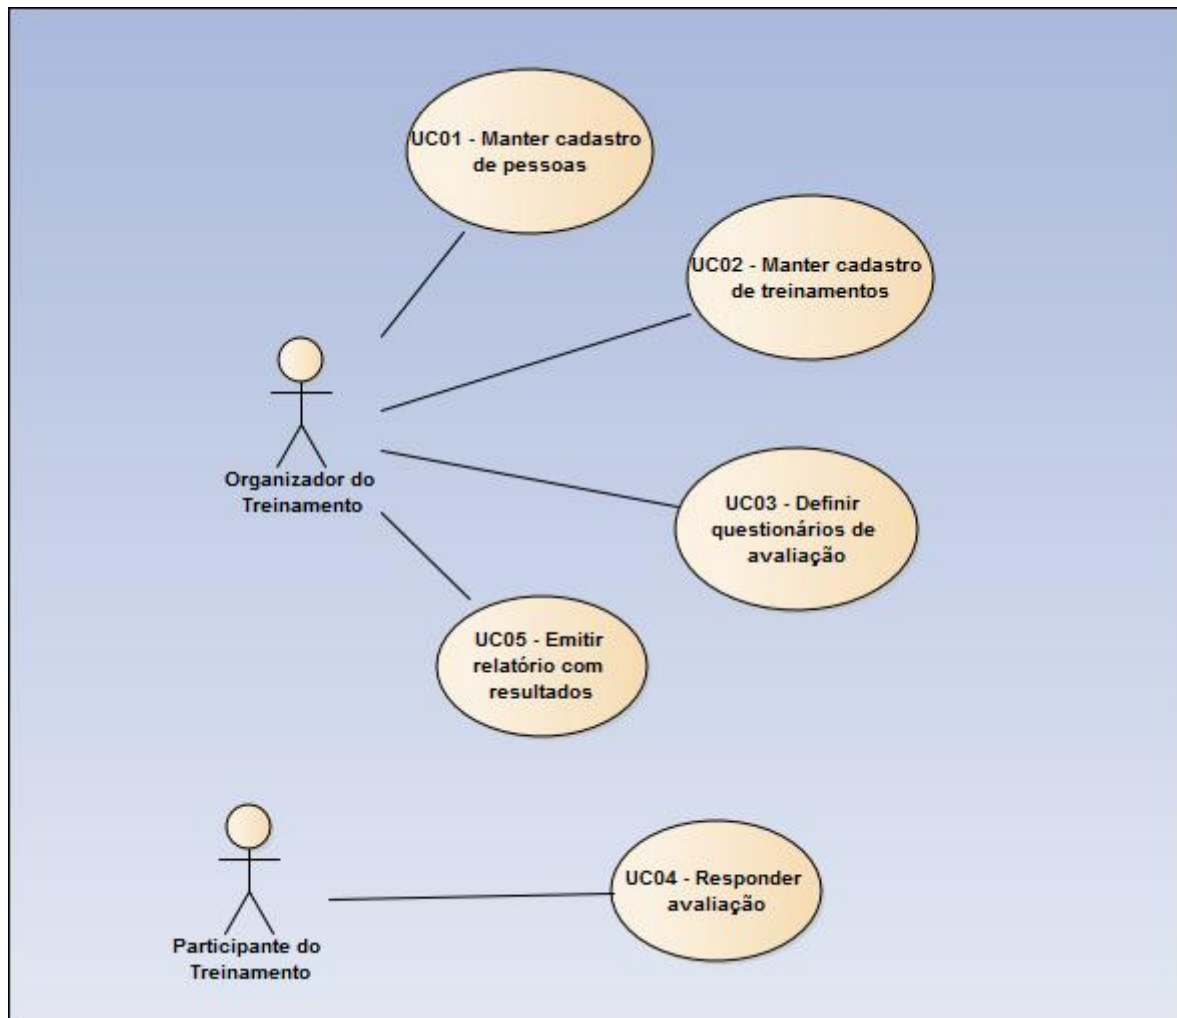 UC01 - Manter cadastro
de pessoas
UC02 - Manter cadastro
de treinamentos
Organizador do
Treinamento
UC03 - Definir
questionários de
avaliação
UC05 - Emitir
relatório com
resultados
UC04 - Responder
avaliação
Participante do
Treinamento